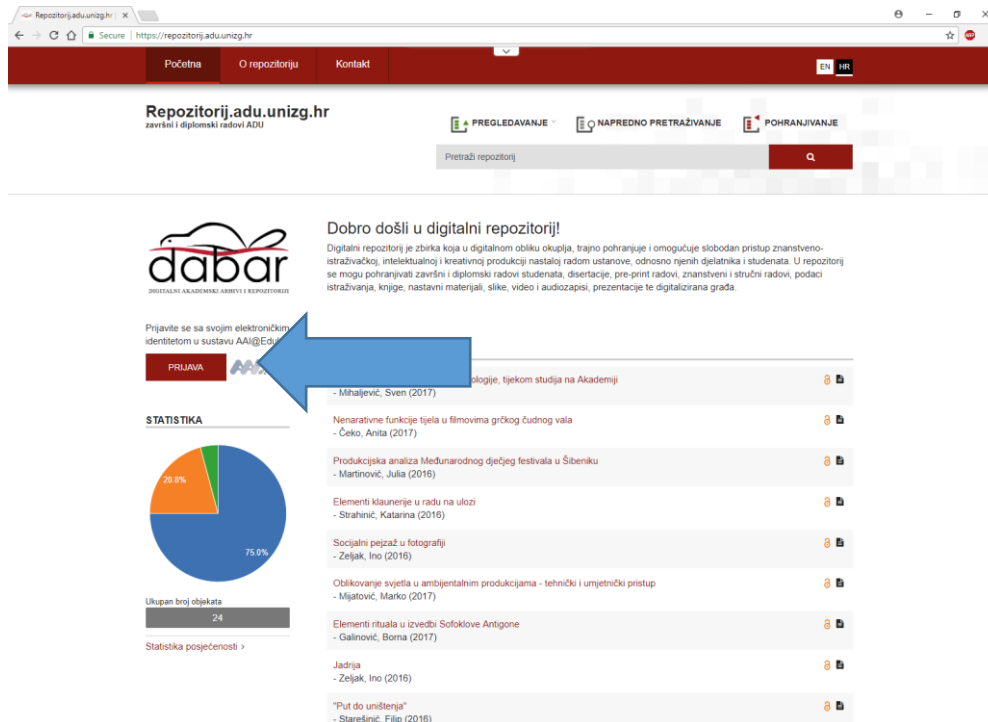 Repozitorij.adu.unizg.hr |
Secure | https://repozitorij.adu.unizg.hr
Početna O repozitoriju Kontakt
EN HR
Repozitorij.adu.unizg.hr
završni i diplomski radovi ADU
PREGLEDAVANJE NAPREDNO PRETRAŽIVANJE POHRANJIVANJE
Pretraži repozitorij
dabar
DIGITALNI AKADEMSKI ARHIVI I REPOZITORIJI
Dobro došli u digitalni repozitorij!
Digitalni repozitorij je zbirka koja u digitalnom obliku okuplja, trajno pohranjuje i omogućuje slobodan pristup znanstveno-
istraživačkoj, intelektualnoj i kreativnoj produkciji nastaloj radom ustanove, odnosno njenih djelatnika i studenata. U repozitorij
se mogu pohranjivati završni i diplomski radovi studenata, disertacije, pre-print radovi, znanstveni i stručni radovi, podaci
istraživanja, knjige, nastavni materijali, slike, video i audiozapisi, prezentacije te digitalizirana građa.
Prijavite se sa svojim elektroničkim
identitetom u sustavu
PRIJAVA
STATISTIKA
20.8%
75.0%
Ukupan broj objekata
24
Statistika posjećenosti >
tijekom studija na Akademiji
- Mihaljević, Sven (2017)
Nenarativne funkcije tijela u filmovima grčkog čudnog vala
- Čeko, Anita (2017)
Produkcijska analiza Međunarodnog dječjeg festivala u Šibeniku
- Martinović, Julia (2016)
Elementi klaunerije u radu na ulozi
- Strahinić, Katarina (2016)
Socijalni pejzaž u fotografiji
- Zeljak, Ino (2016)
Oblikovanje svjetla u ambijentalnim produkcijama - tehnički i umjetnički pristup
- Mijatović, Marko (2017)
Elementi rituala u izvedbi Sofoklove Antigone
- Galinović, Borna (2017)
Jadrija
- Zeljak, Ino (2016)
"Put do uništenja"
- Starešinić, Filip (2016)